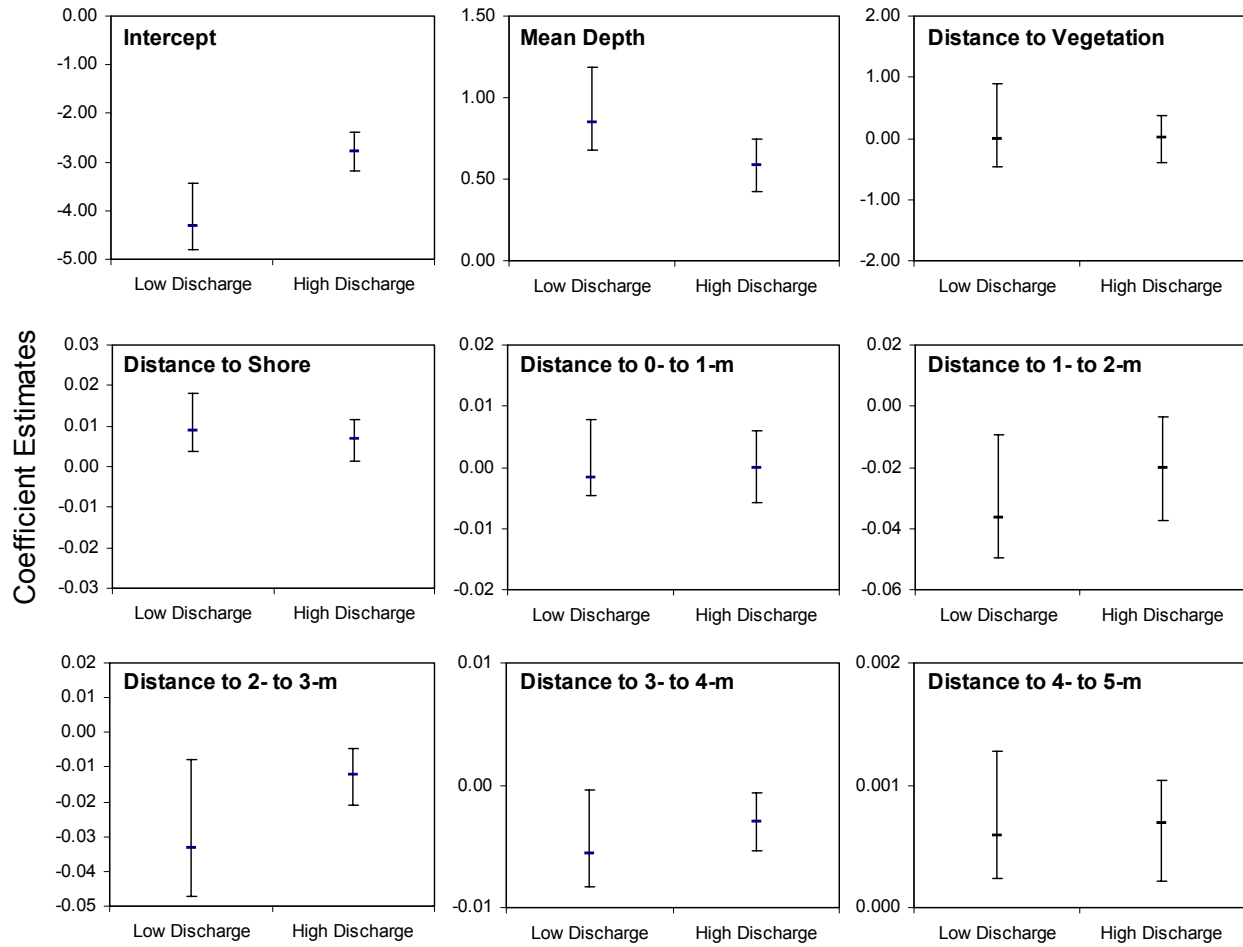 Coefficient Estimates
Intercept
0.00
-1.00
-2.00
-3.00
-4.00
-5.00
Low Discharge High Discharge
Mean Depth
1.50
1.00
0.50
0.00
Low Discharge High Discharge
Distance to Vegetation
2.00
1.00
0.00
-1.00
-2.00
Low Discharge High Discharge
Distance to Shore
0.03
0.02
0.01
0.00
-0.01
-0.02
-0.03
Low Discharge High Discharge
Distance to 0- to 1-m
0.02
0.01
0.00
-0.01
-0.02
Low Discharge High Discharge
Distance to 1- to 2-m
0.02
0.00
-0.02
-0.04
-0.06
Low Discharge High Discharge
Distance to 2- to 3-m
0.02
0.01
0.00
-0.01
-0.02
-0.03
-0.04
-0.05
Low Discharge High Discharge
Distance to 3- to 4-m
0.01
0.00
-0.01
Low Discharge High Discharge
Distance to 4- to 5-m
0.002
0.001
0.000
Low Discharge High Discharge